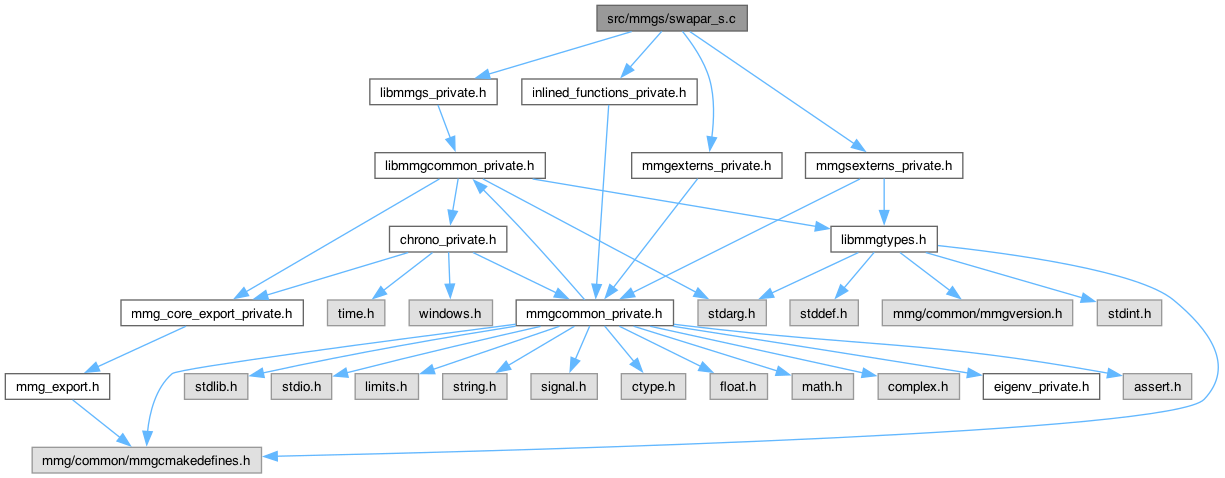 src/mmgs/swapar_s.c
libmmgs_private.h
inlined_functions_private.h
libmmgcommon_private.h
mmgexterns_private.h
mmgsexterns_private.h
chrono_private.h
libmmgtypes.h
mmg_core_export_private.h
time.h
windows.h
mmgcommon_private.h
stdarg.h
stddef.h
mmg/common/mmgversion.h
stdint.h
mmg_export.h
stdlib.h
stdio.h
limits.h
string.h
signal.h
ctype.h
float.h
math.h
complex.h
eigenv_private.h
assert.h
mmg/common/mmgcmakedefines.h